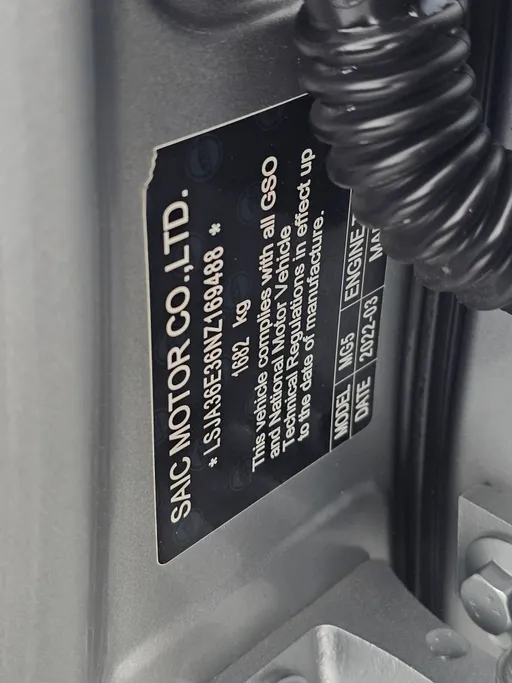 SAIC MOTOR CO.,LTD.
* LSJA36E36NZ169488 *
1682 kg
This vehicle complies with all GSO
and National Motor Vehicle
Technical Regulations in effect up
to the date of manufacture.
MODEL MG5 ENGINE
DATE 2022-03